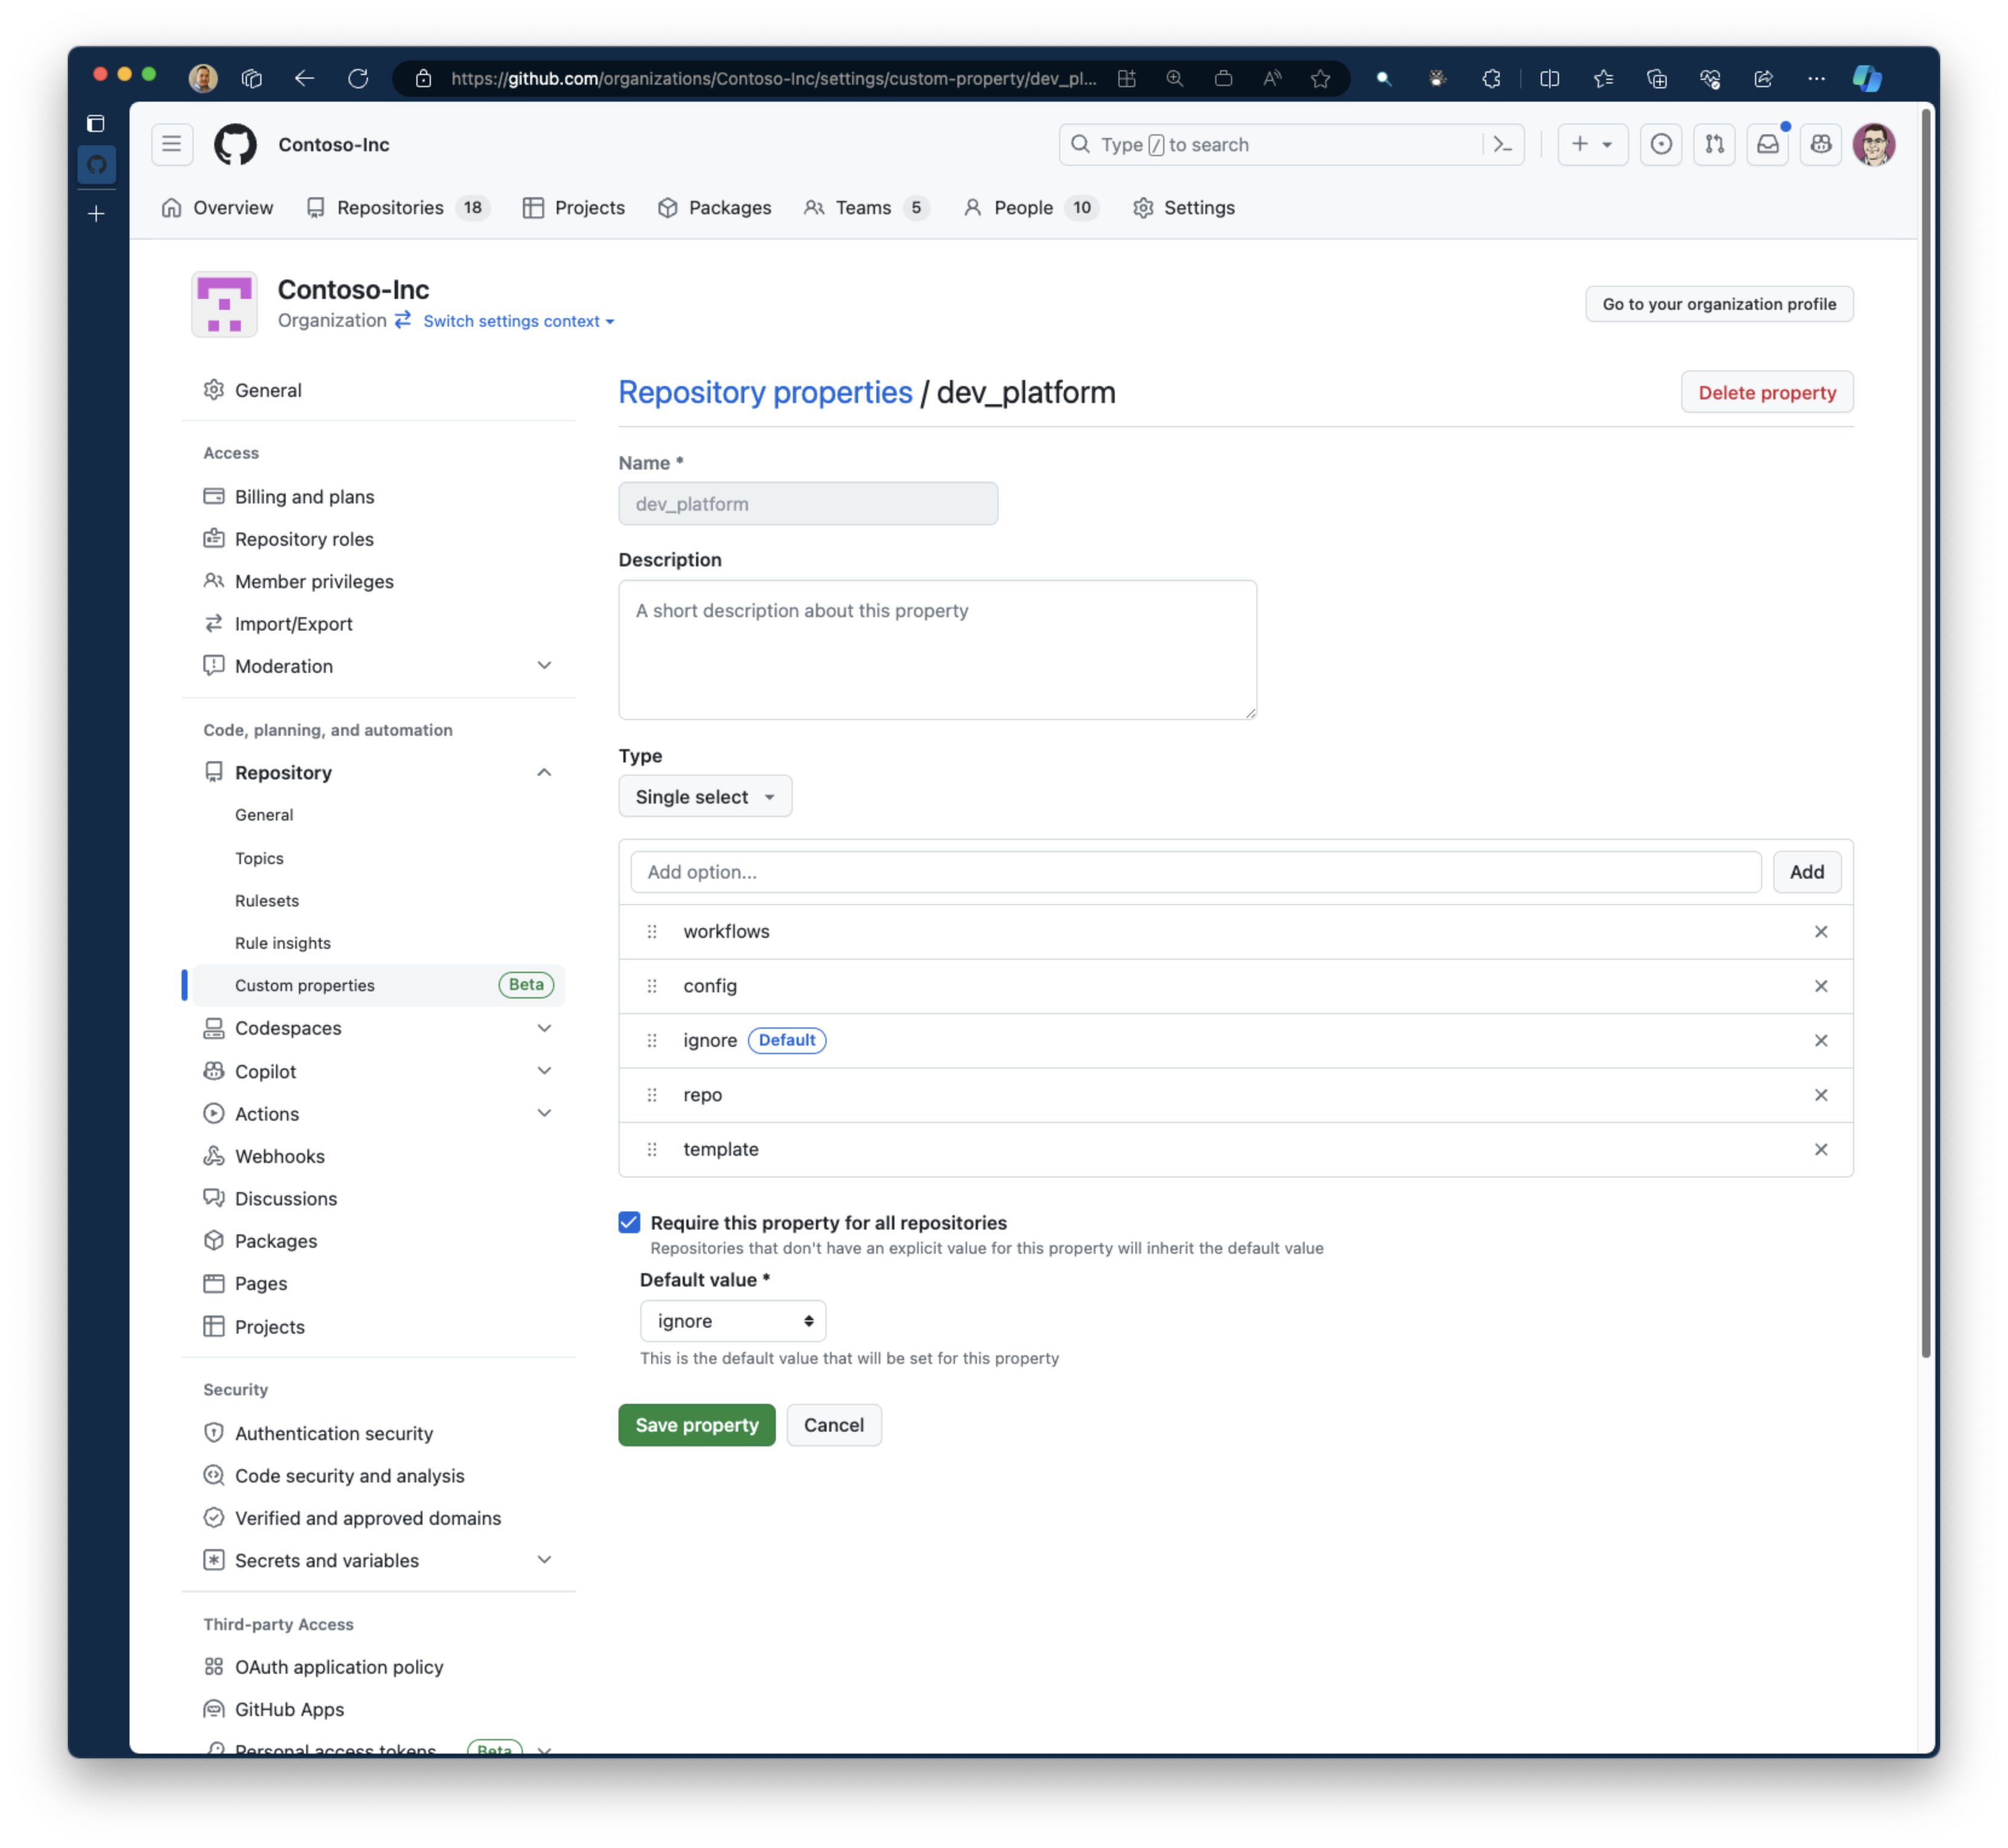 https://github.com/organizations/Contoso-Inc/settings/custom-property/dev_pl...
Contoso-Inc
Type / to search
Overview
Repositories 18
Projects
Packages
Teams 5
People 10
Settings
Contoso-Inc
Organization Switch settings context
Go to your organization profile
General
Access
Billing and plans
Repository roles
Member privileges
Import/Export
Moderation
Code, planning, and automation
Repository
General
Topics
Rulesets
Rule insights
Custom properties Beta
Codespaces
Copilot
Actions
Webhooks
Discussions
Packages
Pages
Projects
Security
Authentication security
Code security and analysis
Verified and approved domains
Secrets and variables
Third-party Access
OAuth application policy
GitHub Apps
Personal access tokens Beta
Repository properties / dev_platform
Delete property
Name *
dev_platform
Description
A short description about this property
Type
Single select
Add option...
Add
workflows
config
ignore Default
repo
template
Require this property for all repositories
Repositories that don't have an explicit value for this property will inherit the default value
Default value *
ignore
This is the default value that will be set for this property
Save property
Cancel